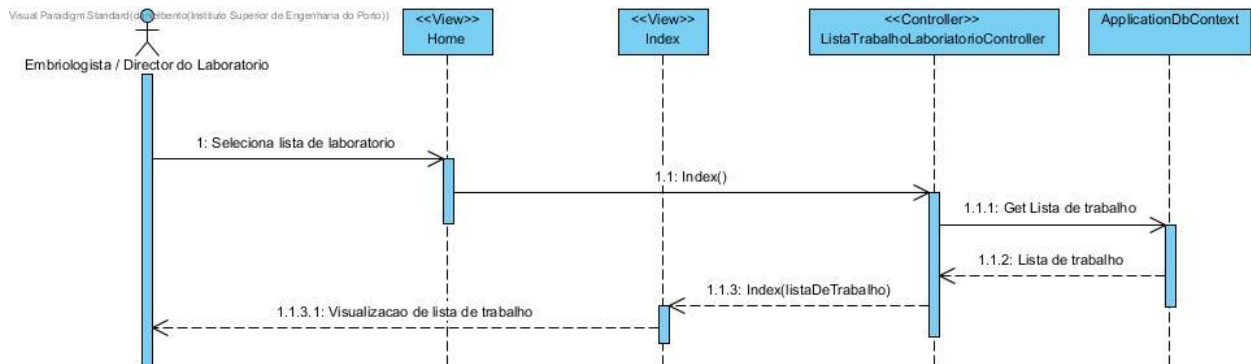 Visual Paradigm Standard(danielbento(Instituto Superior de Engenharia do Porto))
<<View>>
Home
<<View>>
Index
<<Controller>>
ListaTrabalhoLaboriatorioController
ApplicationDbContext
Embriologista / Director do Laboratorio
1: Seleciona lista de laboratorio
1.1: Index()
1.1.1: Get Lista de trabalho
1.1.2: Lista de trabalho
1.1.3: Index(listaDeTrabalho)
1.1.3.1: Visualizacao de lista de trabalho